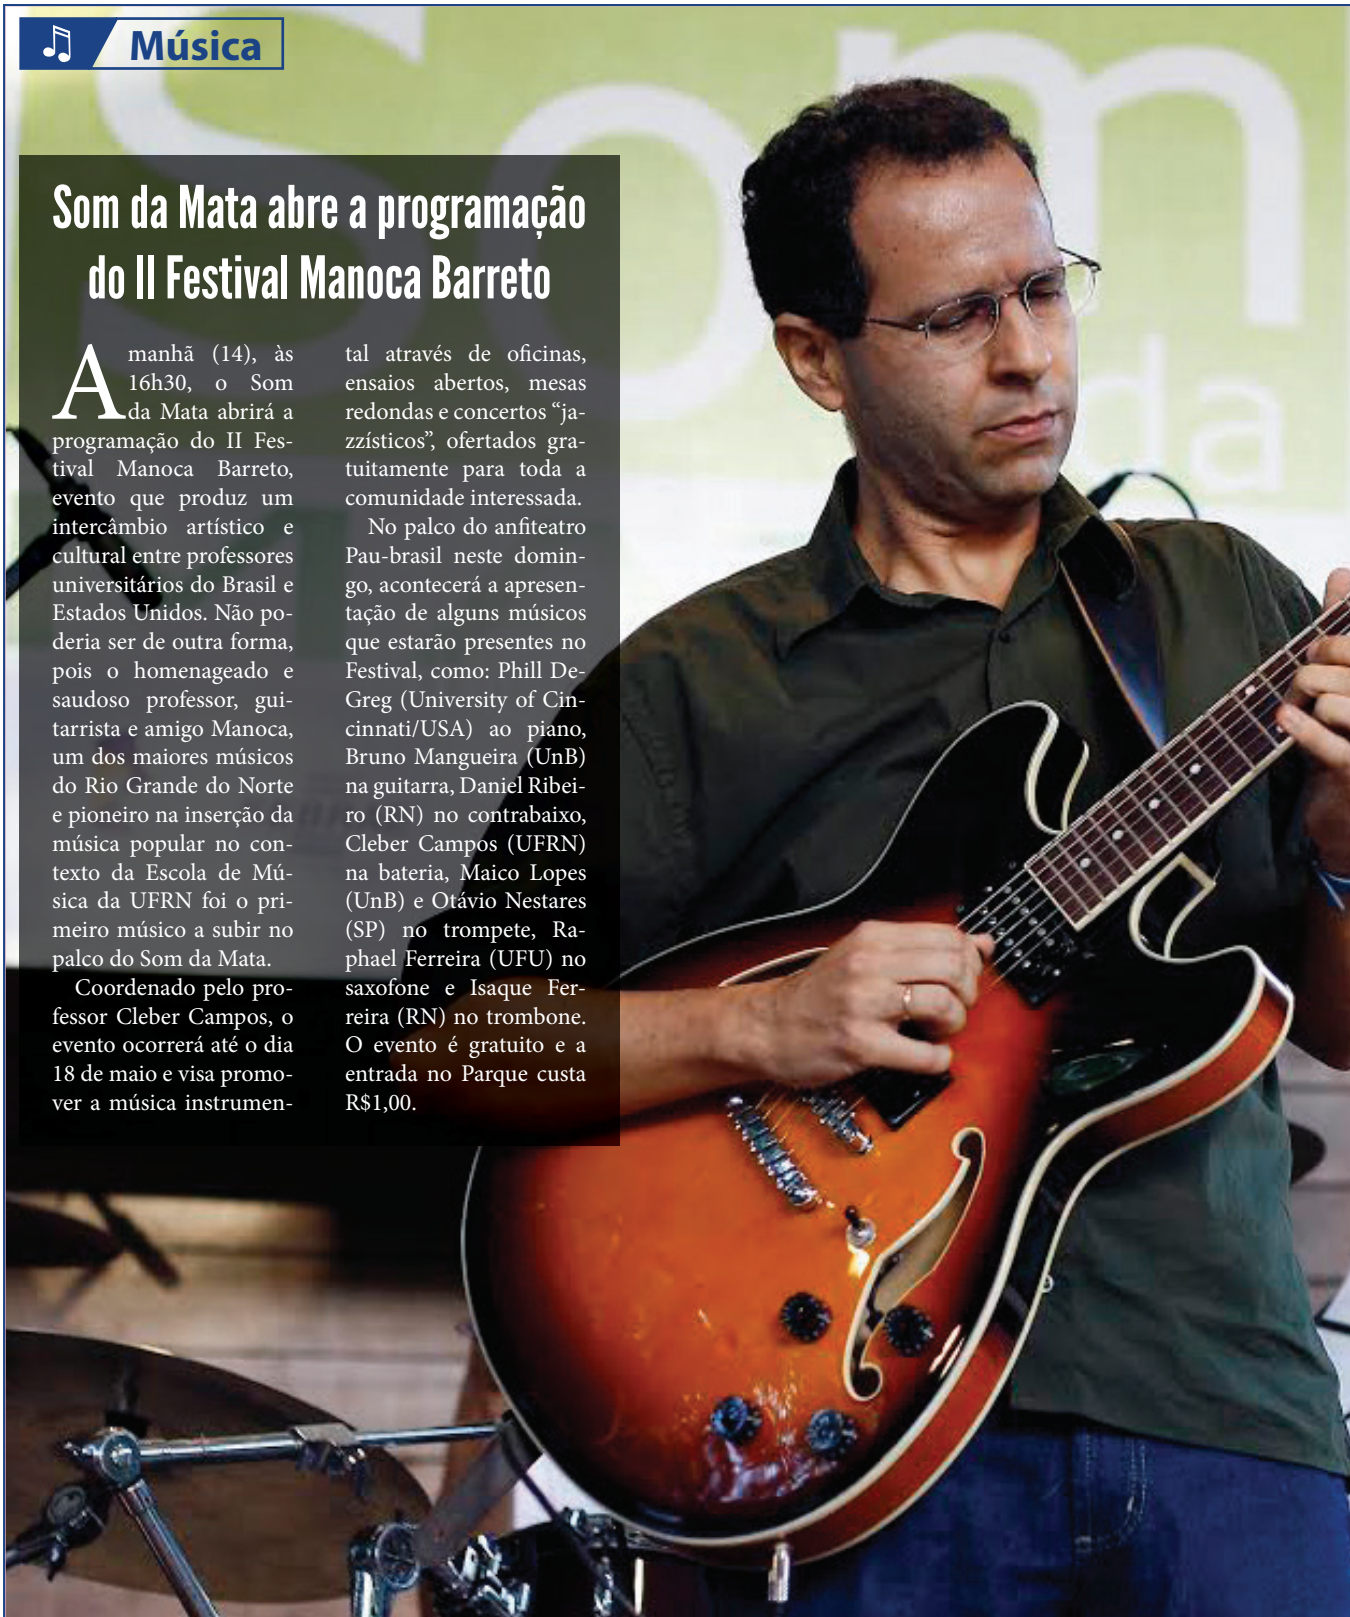 Música
Som
da
Som da Mata abre a programação
do II Festival Manoca Barreto
Amanhã (14), às
16h30, o Som
da Mata abrirá a
programação do II Fes-
tival Manoca Barreto,
evento que produz um
intercâmbio artístico e
cultural entre professores
universitários do Brasil e
Estados Unidos. Não po-
deria ser de outra forma,
pois o homenageado e
saudoso professor, gui-
tarrista e amigo Manoca,
um dos maiores músicos
do Rio Grande do Norte
e pioneiro na inserção da
música popular no con-
texto da Escola de Mú-
sica da UFRN foi o pri-
meiro músico a subir no
palco do Som da Mata.
Coordenado pelo pro-
fessor Cleber Campos, o
evento ocorrerá até o dia
18 de maio e visa promo-
ver a música instrumen-
tal através de oficinas,
ensaios abertos, mesas
redondas e concertos “ja-
zzísticos”, ofertados gra-
tuitamente para toda a
comunidade interessada.
No palco do anfiteatro
Pau-brasil neste domin-
go, acontecerá a apresen-
tação de alguns músicos
que estarão presentes no
Festival, como: Phill De-
Greg (University of Cin-
cinnati/USA) ao piano,
Bruno Mangueira (UnB)
na guitarra, Daniel Ribei-
ro (RN) no contrabaixo,
Cleber Campos (UFRN)
na bateria, Maico Lopes
(UnB) e Otávio Nestares
(SP) no trompete, Ra-
phael Ferreira (UFU) no
saxofone e Isaque Fer-
reira (RN) no trombone.
O evento é gratuito e a
entrada no Parque custa
R$1,00.